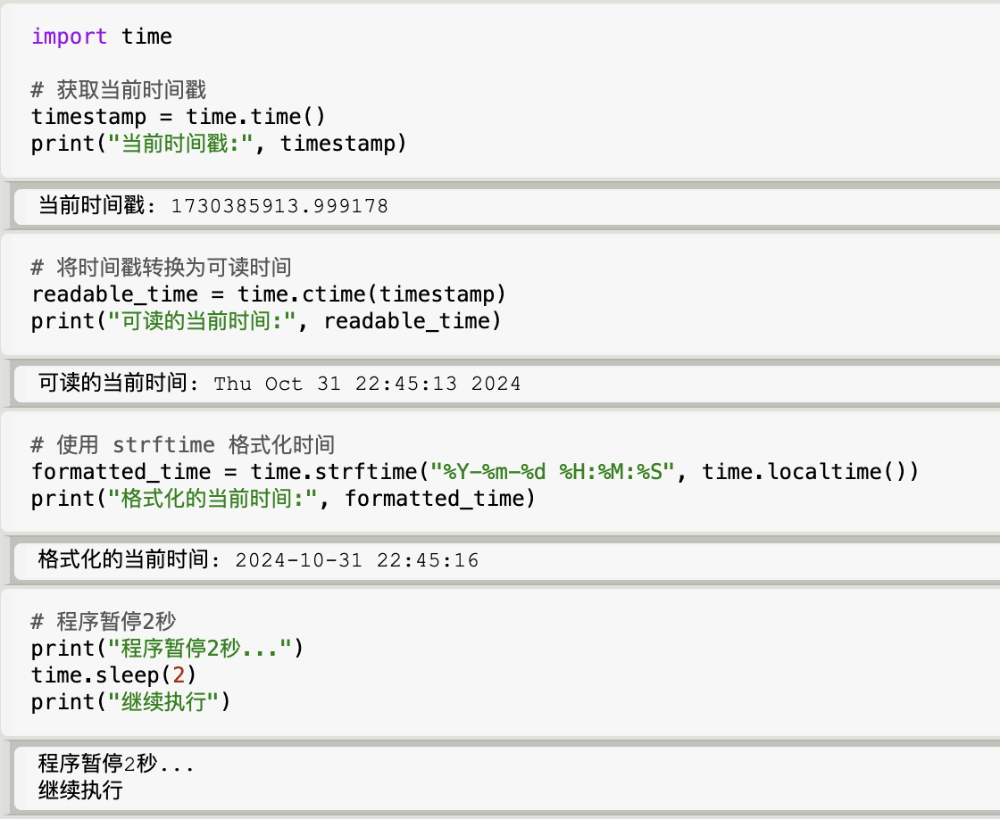 import time
# 获取当前时间戳
timestamp = time.time()
print("当前时间戳:", timestamp)
当前时间戳: 1730385913.999178
# 将时间戳转换为可读时间
readable_time = time.ctime(timestamp)
print("可读的当前时间:", readable_time)
可读的当前时间: Thu Oct 31 22:45:13 2024
# 使用 strftime 格式化时间
formatted_time = time.strftime("%Y-%m-%d %H:%M:%S", time.localtime())
print("格式化的当前时间:", formatted_time)
格式化的当前时间: 2024-10-31 22:45:16
# 程序暂停2秒
print("程序暂停2秒...")
time.sleep(2)
print("继续执行")
程序暂停2秒...
继续执行